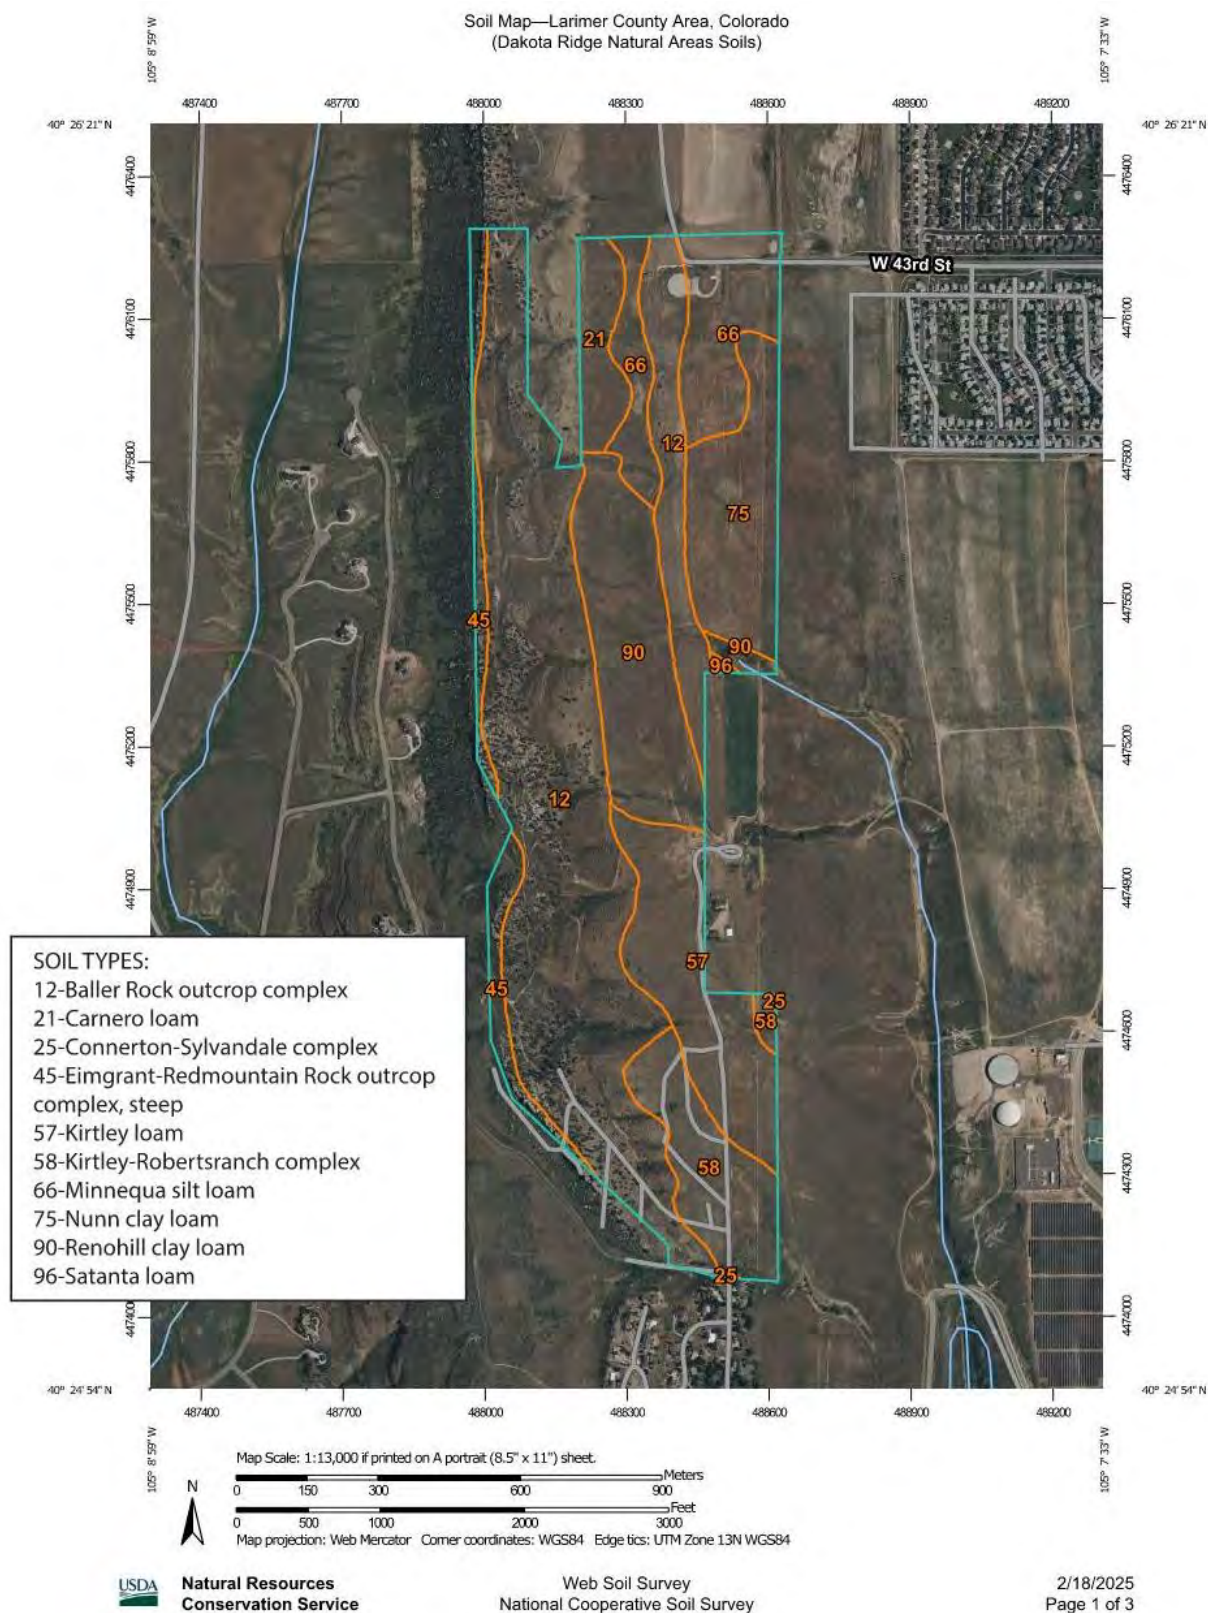 Soil Map—Larimer County Area, Colorado
(Dakota Ridge Natural Areas Soils)
105° 8' 59" W
105° 7' 33" W
487400 487700 488000 488300 488600 488900 489200
40° 26' 21" N
40° 26' 21" N
4476400 4476400
W 43rd St
4476100 4476100
21
66
66
12
4475800 4475800
75
4475500 4475500
45
90
90
96
4475200 4475200
12
4474900 4474900
57
45
25
58
4474600 4474600
SOIL TYPES:
12-Baller Rock outcrop complex
21-Carnero loam
25-Connerton-Sylvandale complex
45-Eimgrant-Redmountain Rock outrcop
complex, steep
57-Kirtley loam
58-Kirtley-Robertsranch complex
66-Minnequa silt loam
75-Nunn clay loam
90-Renohill clay loam
96-Satanta loam
58
4474300
25
4474000 4474000
40° 24' 54" N
40° 24' 54" N
487400 487700 488000 488300 488600 488900 489200
105° 8' 59" W
105° 7' 33" W
Map Scale: 1:13,000 if printed on A portrait (8.5" x 11") sheet.
N
Meters
0 150 300 600 900
Feet
0 500 1000 2000 3000
Map projection: Web Mercator Corner coordinates: WGS84 Edge tics: UTM Zone 13N WGS84
USDA
Natural Resources
Conservation Service
Web Soil Survey
National Cooperative Soil Survey
2/18/2025
Page 1 of 3